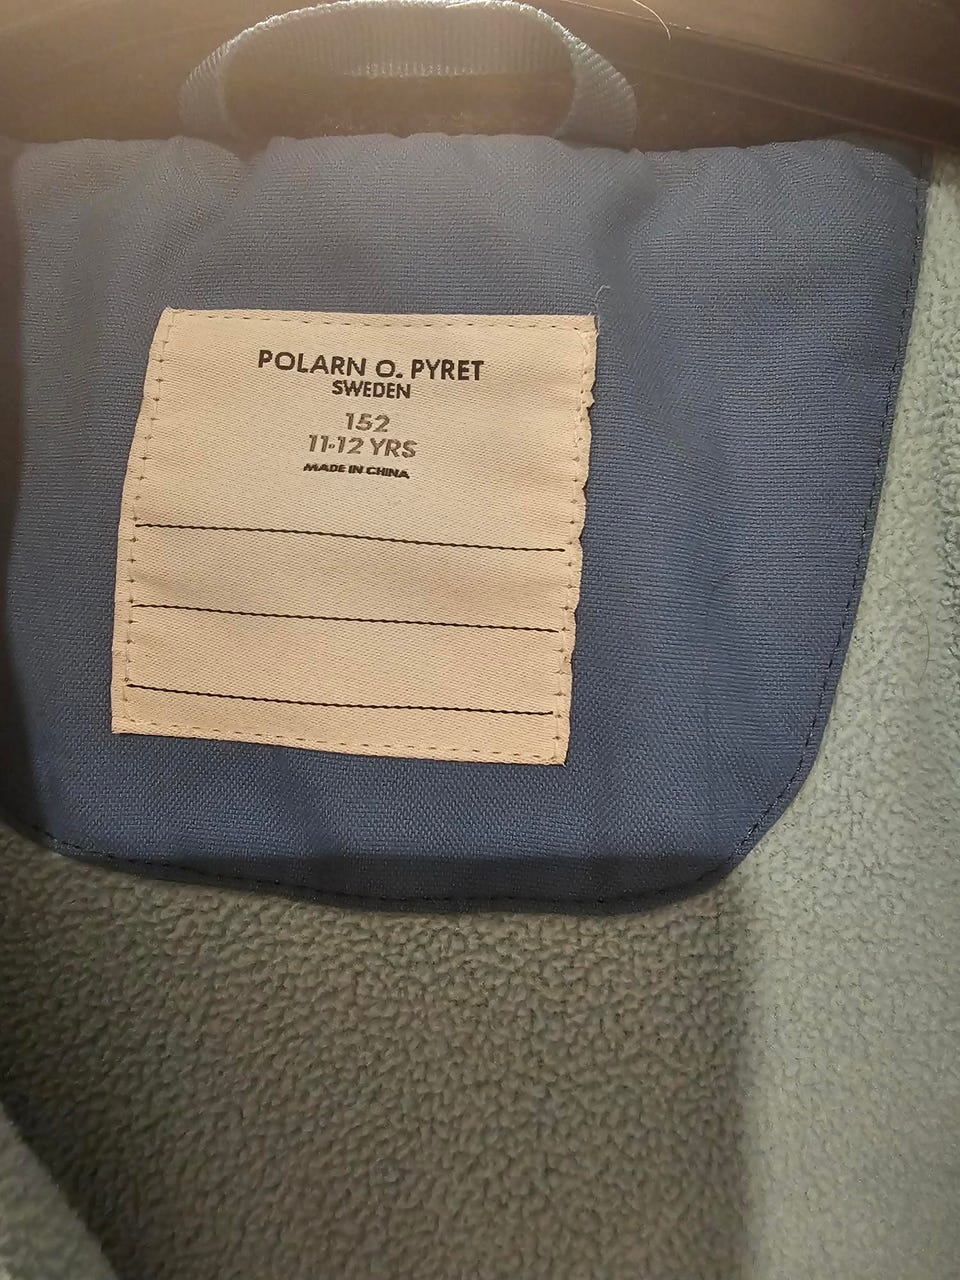 POLARN O. PYRET
SWEDEN
152
11-12 YRS
MADE IN CHINA